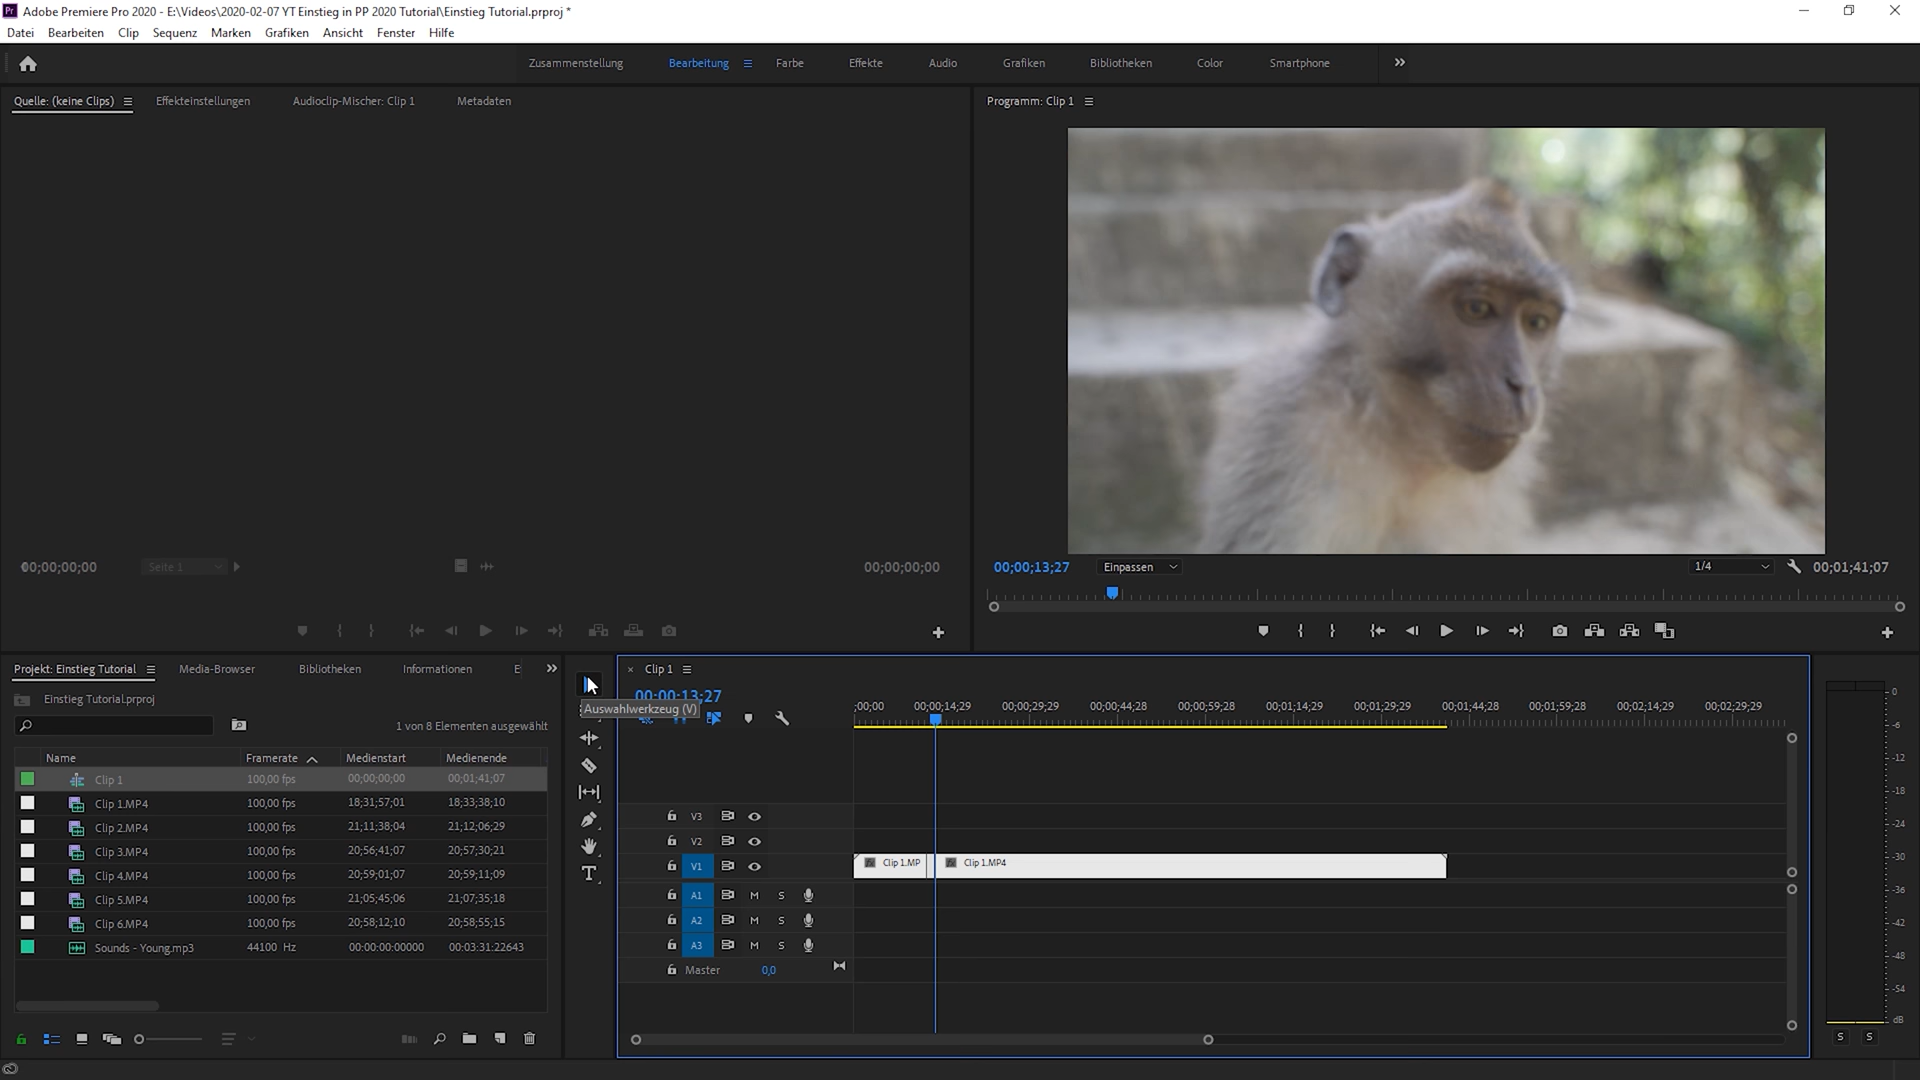 Adobe Premiere Pro 2020 - E:\Videos\2020-02-07 YT Einstieg in PP 2020 Tutorial\Einstieg Tutorial.prproj *
Datei Bearbeiten Clip Sequenz Marken Grafiken Ansicht Fenster Hilfe
Zusammenstellung Bearbeitung Farbe Effekte Audio Grafiken Bibliotheken Color Smartphone
Quelle: (keine Clips) Effekteinstellungen Audioclip-Mischer: Clip 1 Metadaten
Programm: Clip 1
00;00;00;00 Seite 1 00;00;00;00
00;00;13;27 Einpassen 1/4 00;01;41;07
Projekt: Einstieg Tutorial Media-Browser Bibliotheken Informationen E
Einstieg Tutorial.prproj
1 von 8 Elementen ausgewählt
Name Framerate Medienstart Medienende
Clip 1 100,00 fps 00;00;00;00 00;01;41;07
Clip 1.MP4 100,00 fps 18;31;57;01 18;33;38;10
Clip 2.MP4 100,00 fps 21;11;38;04 21;12;06;29
Clip 3.MP4 100,00 fps 20;56;41;07 20;57;30;21
Clip 4.MP4 100,00 fps 20;59;01;07 20;59;11;09
Clip 5.MP4 100,00 fps 21;05;45;06 21;07;35;18
Clip 6.MP4 100,00 fps 20;58;12;10 20;58;55;15
Sounds - Young.mp3 44100 Hz 00:00:00:00000 00:03:31:22643
Clip 1
00;00;13;27
Auswahlwerkzeug (V)
;00;00 00;00;14;29 00;00;29;29 00;00;44;28 00;00;59;28 00;01;14;29 00;01;29;29 00;01;44;28 00;01;59;28 00;02;14;29 00;02;29;29
V3
V2
V1 Clip 1.MP Clip 1.MP4
A1 M S
A2 M S
A3 M S
Master 0,0
0
-6
-12
-18
-24
-30
-36
-42
-48
-54
dB
S S